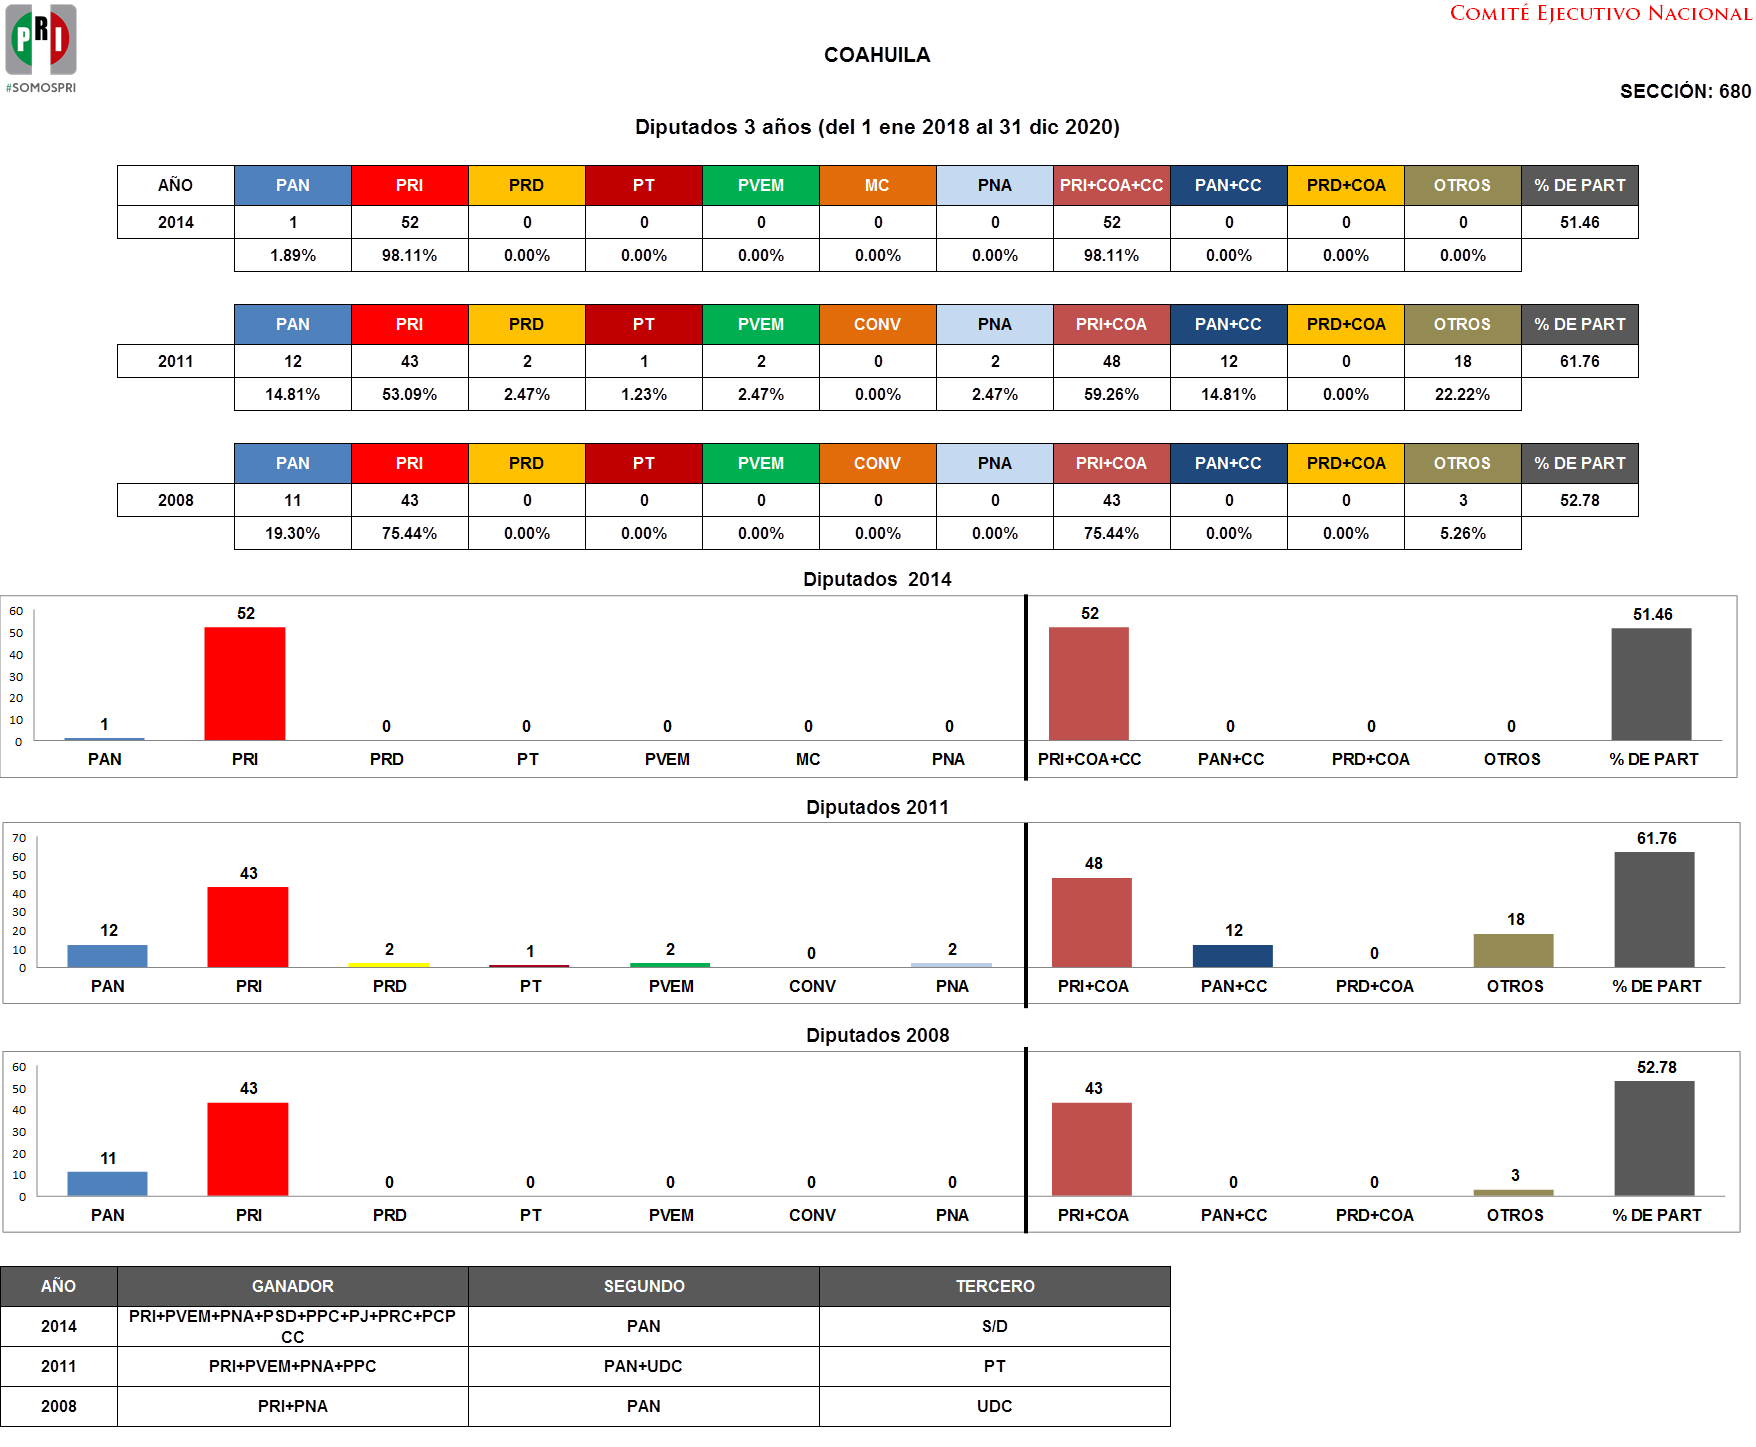 PRI
#SOMOSPRI
COMITÉ EJECUTIVO NACIONAL
COAHUILA
SECCIÓN: 680
Diputados 3 años (del 1 ene 2018 al 31 dic 2020)
AÑO PAN PRI PRD PT PVEM MC PNA PRI+COA+CC PAN+CC PRD+COA OTROS % DE PART
2014 1 52 0 0 0 0 0 52 0 0 0 51.46
1.89% 98.11% 0.00% 0.00% 0.00% 0.00% 0.00% 98.11% 0.00% 0.00% 0.00%
PAN PRI PRD PT PVEM CONV PNA PRI+COA PAN+CC PRD+COA OTROS % DE PART
2011 12 43 2 1 2 0 2 48 12 0 18 61.76
14.81% 53.09% 2.47% 1.23% 2.47% 0.00% 2.47% 59.26% 14.81% 0.00% 22.22%
PAN PRI PRD PT PVEM CONV PNA PRI+COA PAN+CC PRD+COA OTROS % DE PART
2008 11 43 0 0 0 0 0 43 0 0 3 52.78
19.30% 75.44% 0.00% 0.00% 0.00% 0.00% 0.00% 75.44% 0.00% 0.00% 5.26%
Diputados 2014
60
50
40
30
20
10
0
1 52 0 0 0 0 0 52 0 0 0 51.46
PAN PRI PRD PT PVEM MC PNA PRI+COA+CC PAN+CC PRD+COA OTROS % DE PART
Diputados 2011
70
60
50
40
30
20
10
0
12 43 2 1 2 0 2 48 12 0 18 61.76
PAN PRI PRD PT PVEM CONV PNA PRI+COA PAN+CC PRD+COA OTROS % DE PART
Diputados 2008
60
50
40
30
20
10
0
11 43 0 0 0 0 0 43 0 0 3 52.78
PAN PRI PRD PT PVEM CONV PNA PRI+COA PAN+CC PRD+COA OTROS % DE PART
AÑO GANADOR SEGUNDO TERCERO
2014 PRI+PVEM+PNA+PSD+PPC+PJ+PRC+PCP
CC PAN S/D
2011 PRI+PVEM+PNA+PPC PAN+UDC PT
2008 PRI+PNA PAN UDC